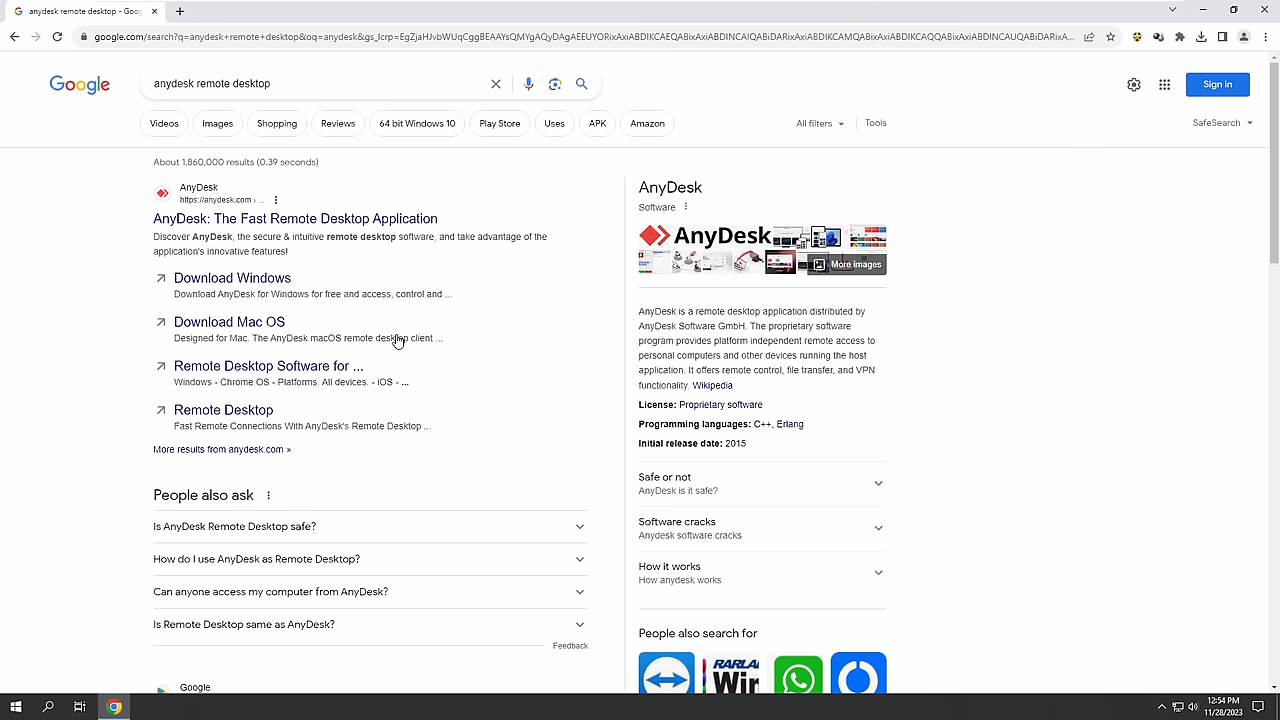 anydesk remote desktop - Goo
google.com/search?q=anydesk+remote+desktop&oq=anydesk&gs_lcrp=EgZjaHJvbWUqCggBEAAYsQMYgAQyDAgAEEUYORixAxiABDIKCAEQABixAxiABDINCAIQABiDARixAxiABDIKCAMQABixAxiABDIKCAQQABixAxiABDINCAUQABiDARixA...
Google
anydesk remote desktop
Sign in
Videos
Images
Shopping
Reviews
64 bit Windows 10
Play Store
Uses
APK
Amazon
All filters
Tools
SafeSearch
About 1,860,000 results (0.39 seconds)
AnyDesk
https://anydesk.com › ...
AnyDesk: The Fast Remote Desktop Application
Discover AnyDesk, the secure & intuitive remote desktop software, and take advantage of the
application's innovative features!
Download Windows
Download AnyDesk for Windows for free and access, control and ...
Download Mac OS
Designed for Mac. The AnyDesk macOS remote desktop client ...
Remote Desktop Software for ...
Windows - Chrome OS - Platforms. All devices. - iOS - ...
Remote Desktop
Fast Remote Connections With AnyDesk's Remote Desktop ...
More results from anydesk.com »
People also ask
Is AnyDesk Remote Desktop safe?
How do I use AnyDesk as Remote Desktop?
Can anyone access my computer from AnyDesk?
Is Remote Desktop same as AnyDesk?
Feedback
Google
AnyDesk
Software
AnyDesk
More images
AnyDesk is a remote desktop application distributed by
AnyDesk Software GmbH. The proprietary software
program provides platform independent remote access to
personal computers and other devices running the host
application. It offers remote control, file transfer, and VPN
functionality. Wikipedia
License: Proprietary software
Programming languages: C++, Erlang
Initial release date: 2015
Safe or not
AnyDesk is it safe?
Software cracks
Anydesk software cracks
How it works
How anydesk works
People also search for
RARLAB
Win
12:54 PM
11/28/2023